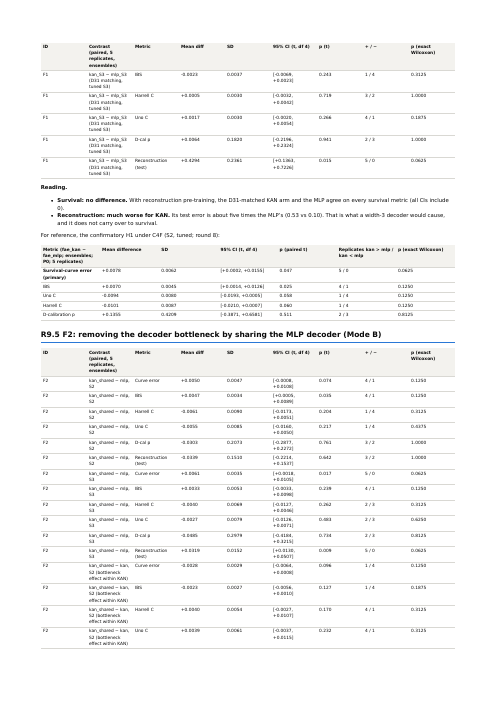 ID Contrast (paired, 5 replicates, ensembles) Metric Mean diff SD 95% CI (t, df 4) p (t) + / − p (exact Wilcoxon)
F1 kan_S3 − mlp_S3 (D31 matching, tuned S3) IBS -0.0023 0.0037 [-0.0069, +0.0023] 0.243 1 / 4 0.3125
F1 kan_S3 − mlp_S3 (D31 matching, tuned S3) Harrell C +0.0005 0.0030 [-0.0032, +0.0042] 0.719 3 / 2 1.0000
F1 kan_S3 − mlp_S3 (D31 matching, tuned S3) Uno C +0.0017 0.0030 [-0.0020, +0.0054] 0.266 4 / 1 0.1875
F1 kan_S3 − mlp_S3 (D31 matching, tuned S3) D-cal p +0.0064 0.1820 [-0.2196, +0.2324] 0.941 2 / 3 1.0000
F1 kan_S3 − mlp_S3 (D31 matching, tuned S3) Reconstruction (test) +0.4294 0.2361 [+0.1363, +0.7226] 0.015 5 / 0 0.0625
Reading.
• Survival: no difference. With reconstruction pre-training, the D31-matched KAN arm and the MLP agree on every survival metric (all CIs include
0).
• Reconstruction: much worse for KAN. Its test error is about five times the MLP's (0.53 vs 0.10). That is what a width-3 decoder would cause,
and it does not carry over to survival.
For reference, the confirmatory H1 under C4F (S2, tuned; round 8):
Metric (fae_kan − fae_mlp; ensembles; P0; 5 replicates) Mean difference SD 95% CI (t, df 4) p (paired t) Replicates kan > mlp / kan < mlp p (exact Wilcoxon)
Survival-curve error (primary) +0.0078 0.0062 [+0.0002, +0.0155] 0.047 5 / 0 0.0625
IBS +0.0070 0.0045 [+0.0014, +0.0126] 0.025 4 / 1 0.1250
Uno C -0.0094 0.0080 [-0.0193, +0.0005] 0.058 1 / 4 0.1250
Harrell C -0.0101 0.0087 [-0.0210, +0.0007] 0.060 1 / 4 0.1250
D-calibration p +0.1355 0.4209 [-0.3871, +0.6581] 0.511 2 / 3 0.8125
R9.5 F2: removing the decoder bottleneck by sharing the MLP decoder (Mode B)
ID Contrast (paired, 5 replicates, ensembles) Metric Mean diff SD 95% CI (t, df 4) p (t) + / − p (exact Wilcoxon)
F2 kan_shared − mlp, S2 Curve error +0.0050 0.0047 [-0.0008, +0.0108] 0.074 4 / 1 0.1250
F2 kan_shared − mlp, S2 IBS +0.0047 0.0034 [+0.0005, +0.0089] 0.035 4 / 1 0.1250
F2 kan_shared − mlp, S2 Harrell C -0.0061 0.0090 [-0.0173, +0.0051] 0.204 1 / 4 0.3125
F2 kan_shared − mlp, S2 Uno C -0.0055 0.0085 [-0.0160, +0.0050] 0.217 1 / 4 0.4375
F2 kan_shared − mlp, S2 D-cal p -0.0303 0.2073 [-0.2877, +0.2272] 0.761 3 / 2 1.0000
F2 kan_shared − mlp, S2 Reconstruction (test) -0.0339 0.1510 [-0.2214, +0.1537] 0.642 3 / 2 1.0000
F2 kan_shared − mlp, S3 Curve error +0.0061 0.0035 [+0.0018, +0.0105] 0.017 5 / 0 0.0625
F2 kan_shared − mlp, S3 IBS +0.0033 0.0053 [-0.0033, +0.0098] 0.239 4 / 1 0.1250
F2 kan_shared − mlp, S3 Harrell C -0.0040 0.0069 [-0.0127, +0.0046] 0.262 2 / 3 0.3125
F2 kan_shared − mlp, S3 Uno C -0.0027 0.0079 [-0.0126, +0.0071] 0.483 2 / 3 0.6250
F2 kan_shared − mlp, S3 D-cal p -0.0485 0.2979 [-0.4184, +0.3215] 0.734 2 / 3 0.8125
F2 kan_shared − mlp, S3 Reconstruction (test) +0.0319 0.0152 [+0.0130, +0.0507] 0.009 5 / 0 0.0625
F2 kan_shared − kan, S2 (bottleneck effect within KAN) Curve error -0.0028 0.0029 [-0.0064, +0.0008] 0.096 1 / 4 0.1250
F2 kan_shared − kan, S2 (bottleneck effect within KAN) IBS -0.0023 0.0027 [-0.0056, +0.0010] 0.127 1 / 4 0.1875
F2 kan_shared − kan, S2 (bottleneck effect within KAN) Harrell C +0.0040 0.0054 [-0.0027, +0.0107] 0.170 4 / 1 0.3125
F2 kan_shared − kan, S2 (bottleneck effect within KAN) Uno C +0.0039 0.0061 [-0.0037, +0.0115] 0.232 4 / 1 0.3125